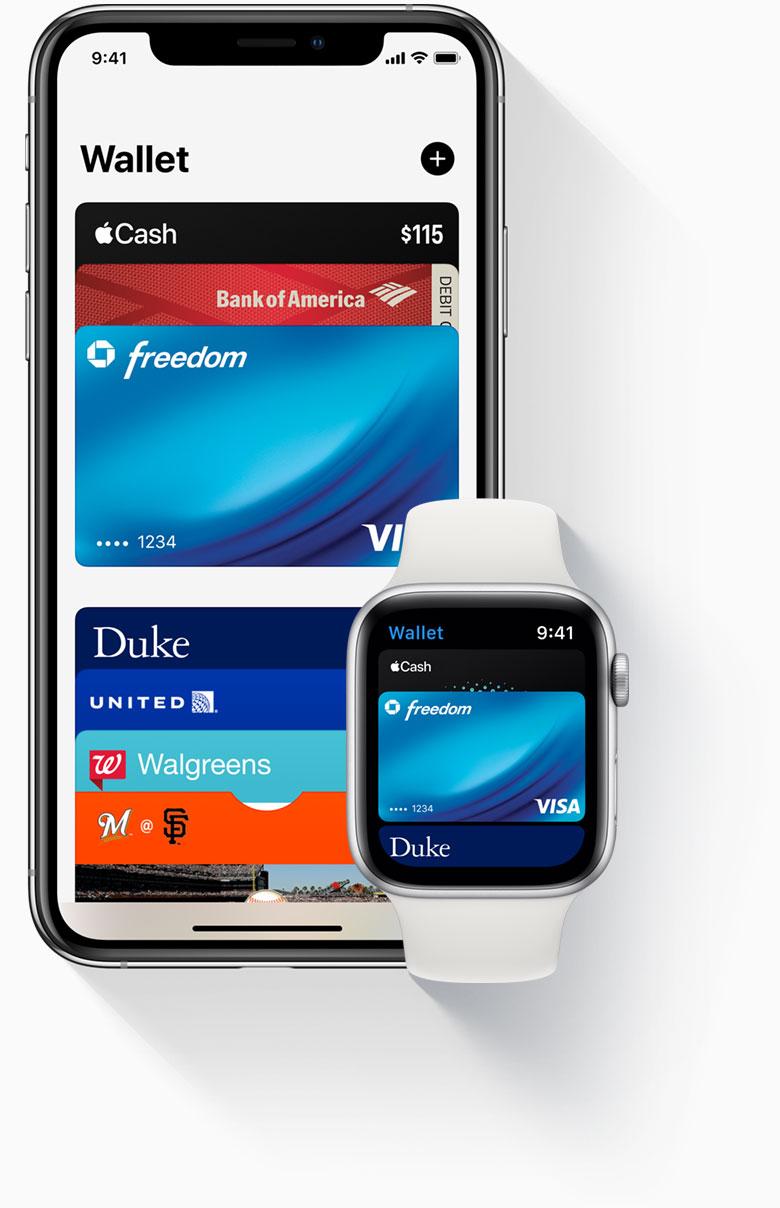 9:41
Wallet
Cash $115
Bank of America
DEBIT
freedom
•••• 1234
Duke
UNITED
Walgreens
M @ SF
Wallet 9:41
Cash
freedom
•••• 1234 VISA
Duke